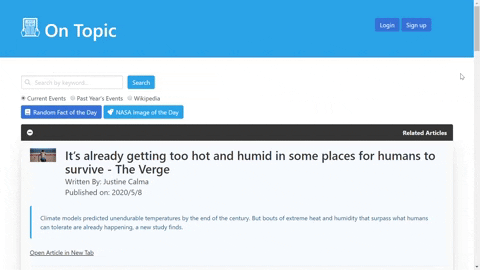 On Topic
Login Sign up
Search by keyword... Search
Current Events Past Year's Events Wikipedia
Random Fact of the Day NASA Image of the Day
Related Articles
It's already getting too hot and humid in some places for humans to
survive - The Verge
Written By: Justine Calma
Published on: 2020/5/8
Climate models predicted unendurable temperatures by the end of the century. But bouts of extreme heat and humidity that surpass what humans
can tolerate are already happening, a new study finds.
Open Article in New Tab